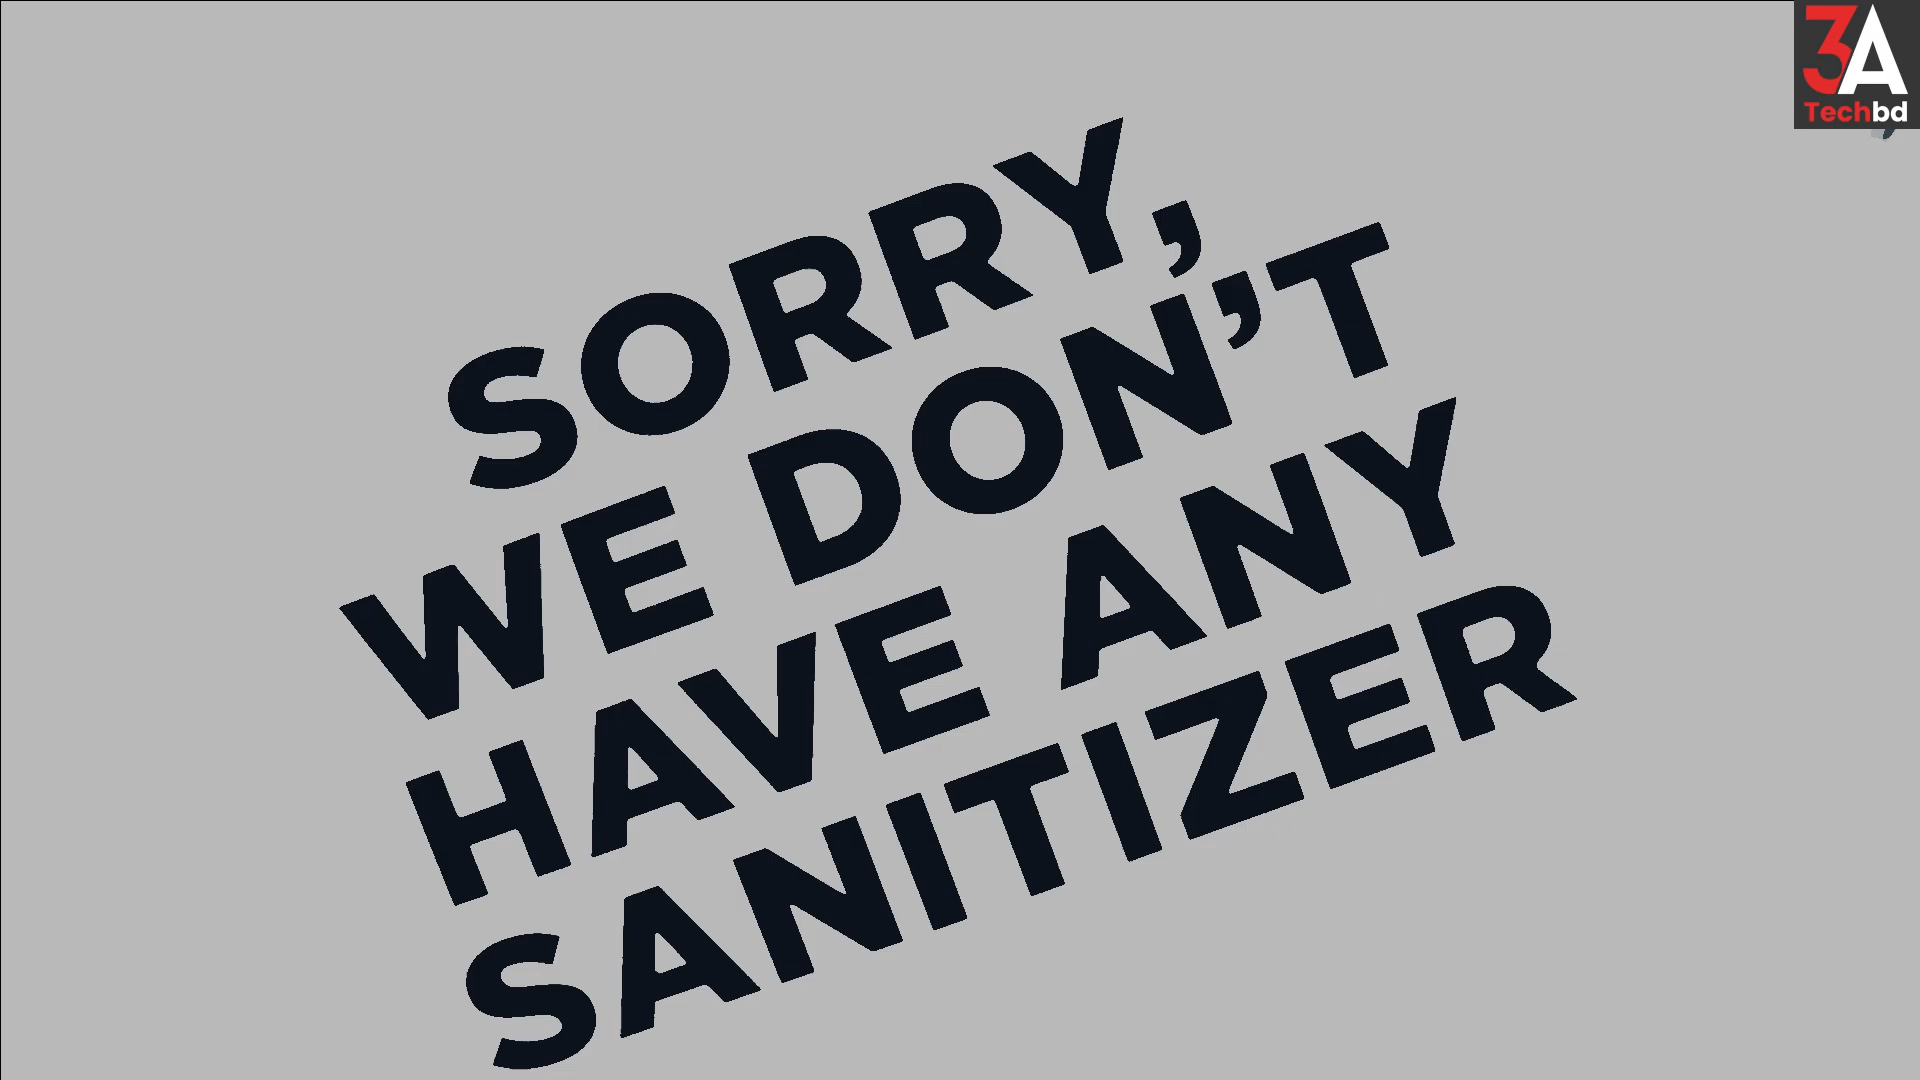 3A
Techbd
SORRY,
WE DON’T
HAVE ANY
SANITIZER